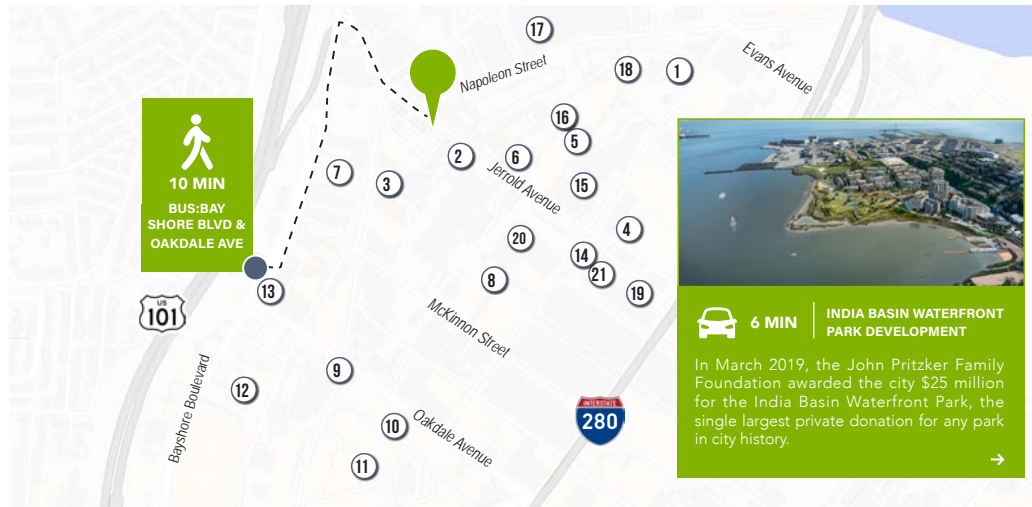 17
Napoleon Street
18
1
Evans Avenue
16
5
2
6
7
3
Jerrold Avenue
15
10 MIN
BUS:BAY
SHORE BLVD &
OAKDALE AVE
4
20
14
21
8
19
13
US
101
McKinnon Street
Bayshore Boulevard
9
12
10
Oakdale Avenue
11
INTERSTATE
280
6 MIN
INDIA BASIN WATERFRONT
PARK DEVELOPMENT
In March 2019, the John Pritzker Family
Foundation awarded the city $25 million
for the India Basin Waterfront Park, the
single largest private donation for any park
in city history.